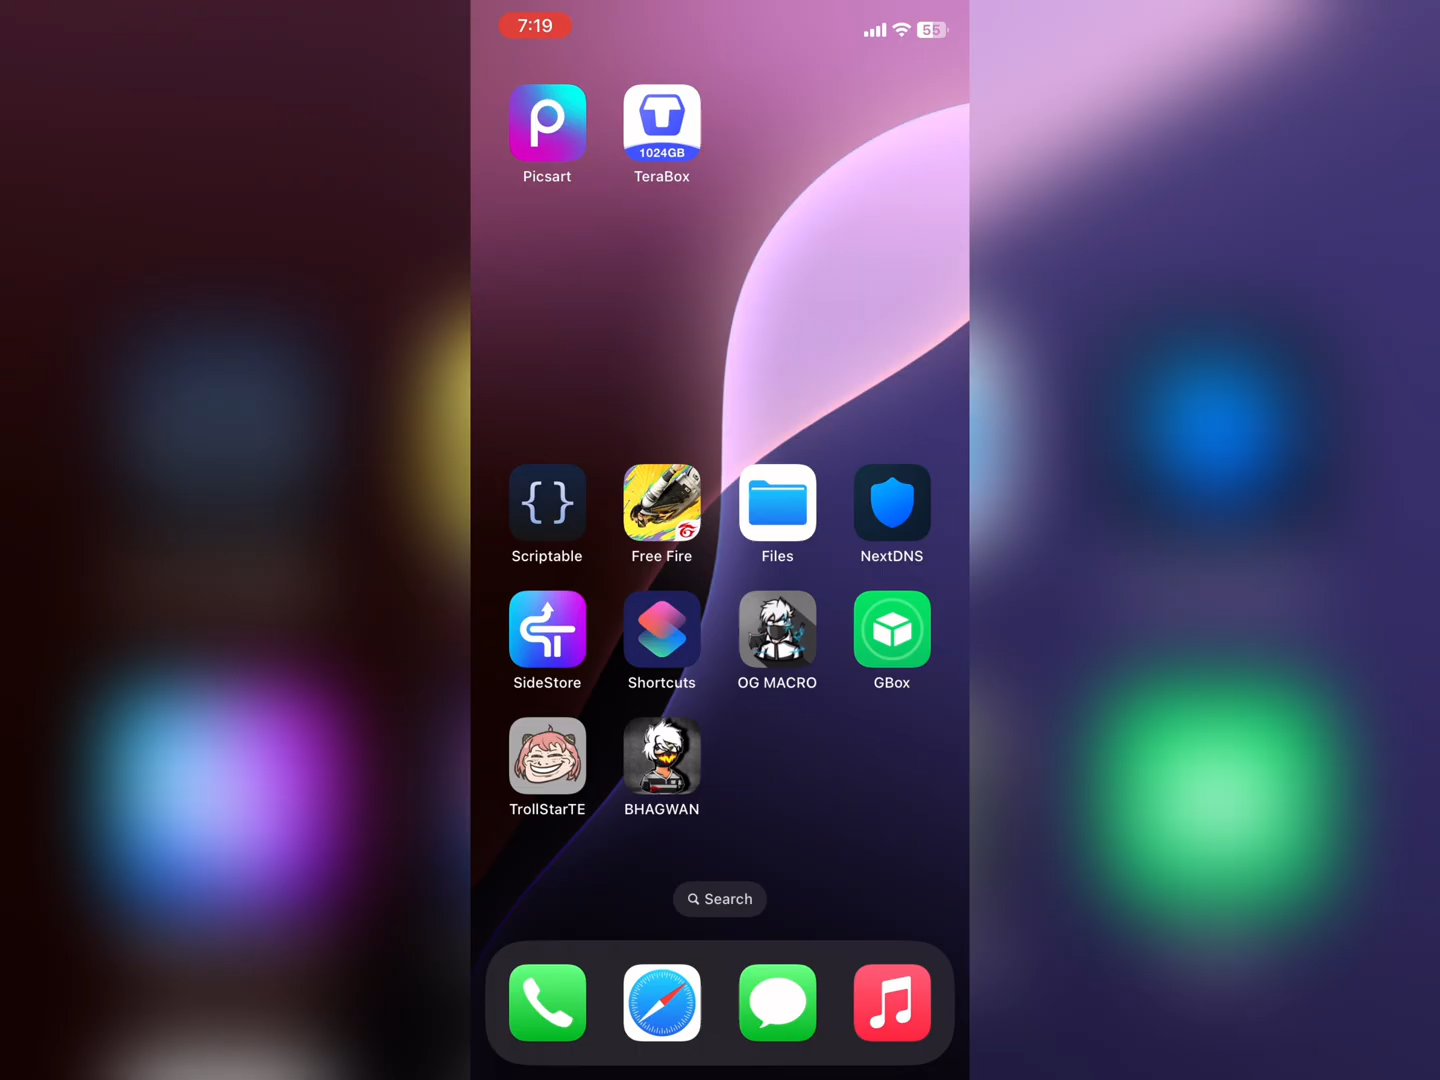 7:19
55
1024GB
Picsart TeraBox
Scriptable Free Fire Files NextDNS
SideStore Shortcuts OG MACRO GBox
TrollStarTE BHAGWAN
Search